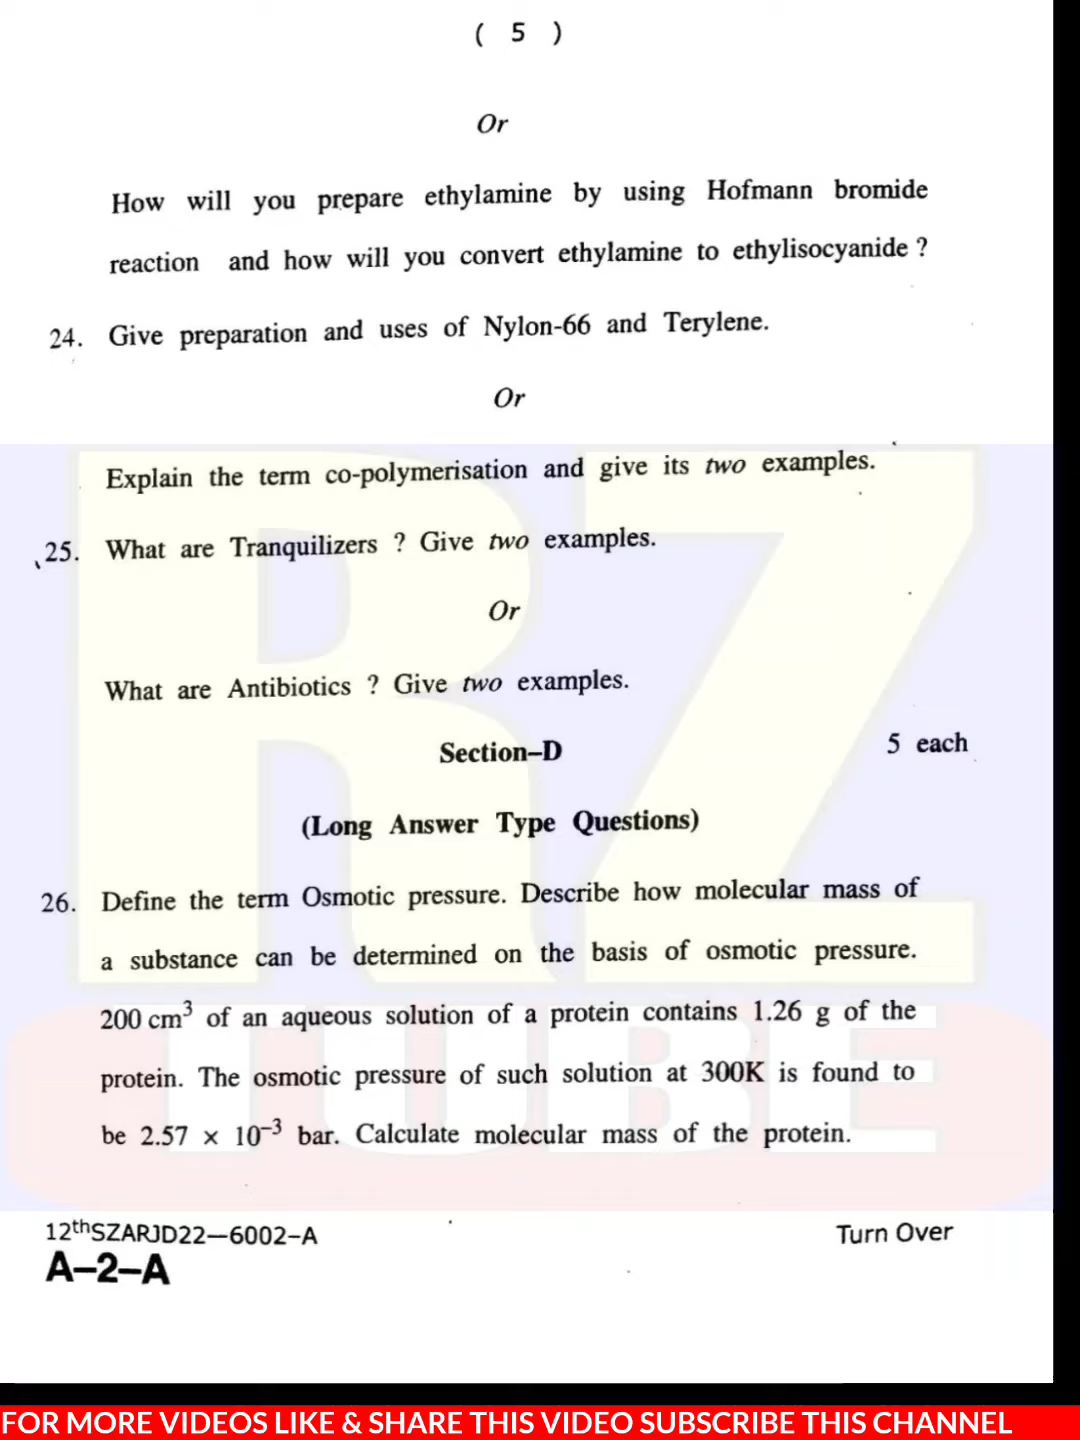 ( 5 )
Or
How will you prepare ethylamine by using Hofmann bromide
reaction and how will you convert ethylamine to ethylisocyanide ?
24. Give preparation and uses of Nylon-66 and Terylene.
Or
Explain the term co-polymerisation and give its two examples.
25. What are Tranquilizers ? Give two examples.
Or
What are Antibiotics ? Give two examples.
Section–D 5 each
(Long Answer Type Questions)
26. Define the term Osmotic pressure. Describe how molecular mass of
a substance can be determined on the basis of osmotic pressure.
200 cm³ of an aqueous solution of a protein contains 1.26 g of the
protein. The osmotic pressure of such solution at 300K is found to
be 2.57 × 10⁻³ bar. Calculate molecular mass of the protein.
RZ
TUBE
12thSZARJD22—6002–A Turn Over
A–2–A
FOR MORE VIDEOS LIKE & SHARE THIS VIDEO SUBSCRIBE THIS CHANNEL